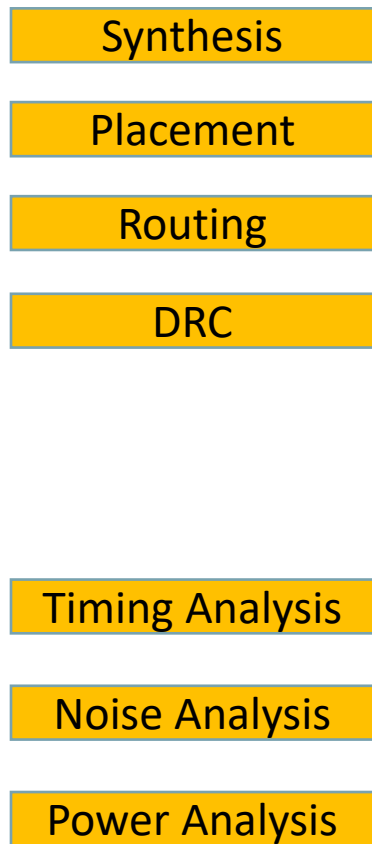 Synthesis
Placement
Routing
DRC
Timing Analysis
Noise Analysis
Power Analysis